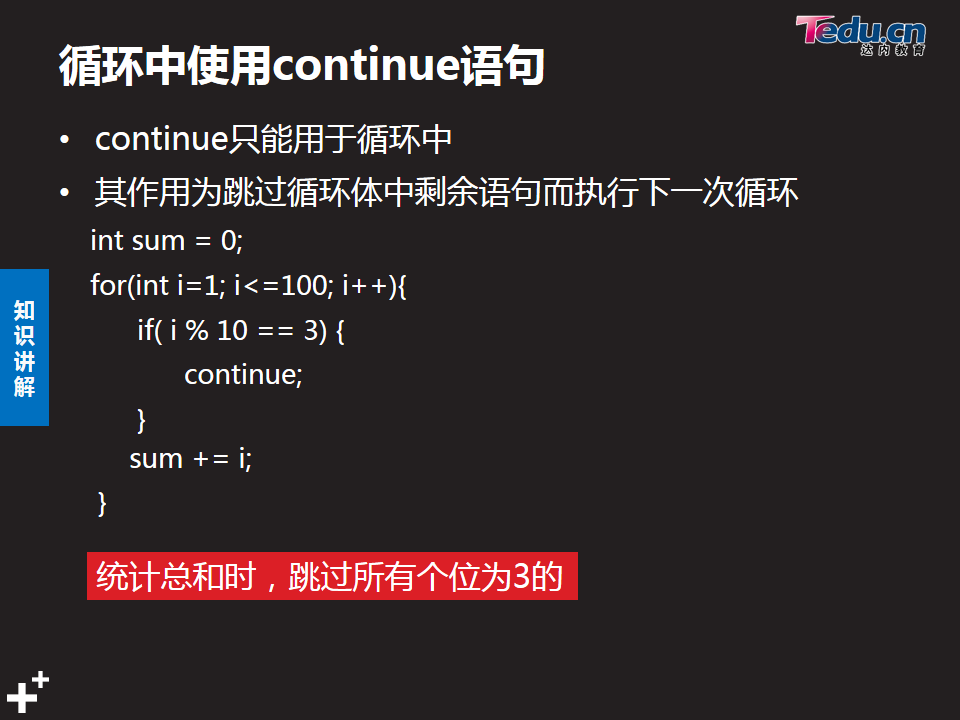 Tedu.cn
达内教育
循环中使用continue语句
• continue只能用于循环中
• 其作用为跳过循环体中剩余语句而执行下一次循环
int sum = 0;
for(int i=1; i<=100; i++){
if( i % 10 == 3) {
continue;
}
sum += i;
}
知识讲解
统计总和时，跳过所有个位为3的